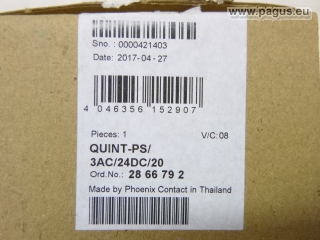 www.pagus.eu
Sno. : 0000421403
Date: 2017-04-27
4 046356 152907
Pieces: 1 V/C: 08
QUINT-PS/
3AC/24DC/20
Ord.No.: 28 66 79 2
Made by Phoenix Contact in Thailand